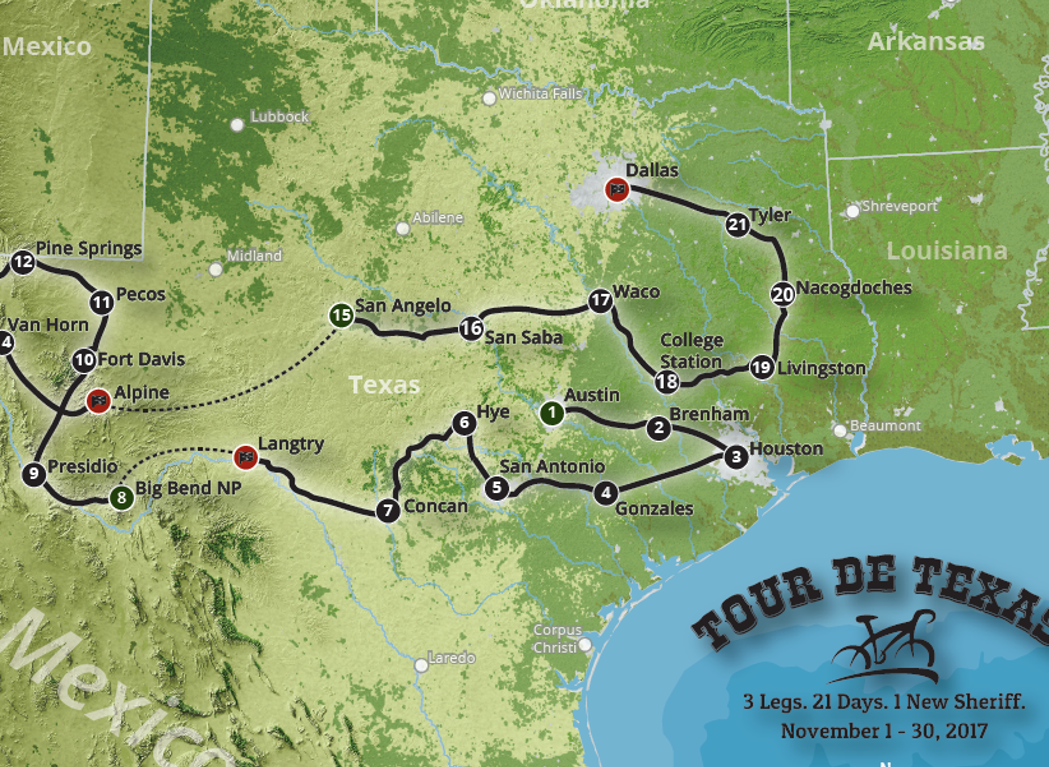 Oklahoma
Mexico
Arkansas
Wichita Falls
Lubbock
Dallas
Shreveport
21 Tyler
Abilene
Louisiana
12 Pine Springs
Midland
11 Pecos
20 Nacogdoches
17 Waco
15 San Angelo
16 San Saba
Van Horn
4
10 Fort Davis
College
Station
18
19 Livingston
Alpine
Texas
1 Austin
2 Brenham
6 Hye
Beaumont
Langtry
3 Houston
9 Presidio
San Antonio
5
8 Big Bend NP
4
Gonzales
7 Concan
TOUR DE TEXAS
Corpus
Christi
Laredo
Mexico
3 Legs. 21 Days. 1 New Sheriff.
November 1 - 30, 2017